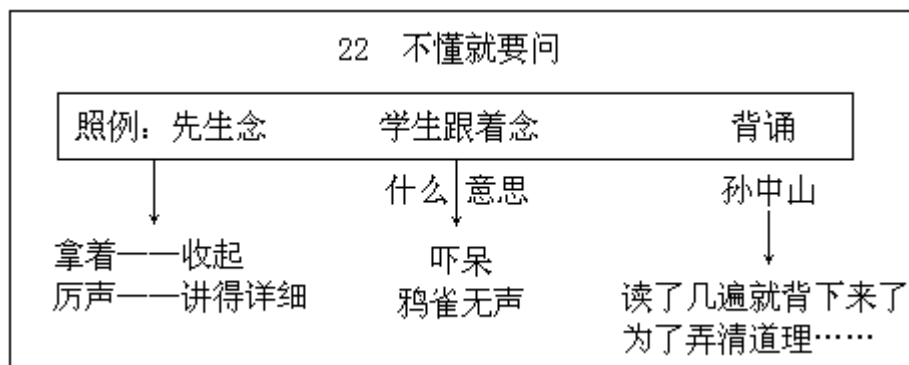 22 不懂就要问
照例：先生念 学生跟着念 背诵
什么 意思 孙中山
拿着——收起 吓呆
厉声——讲得详细 鸦雀无声 读了几遍就背下来了
为了弄清道理……